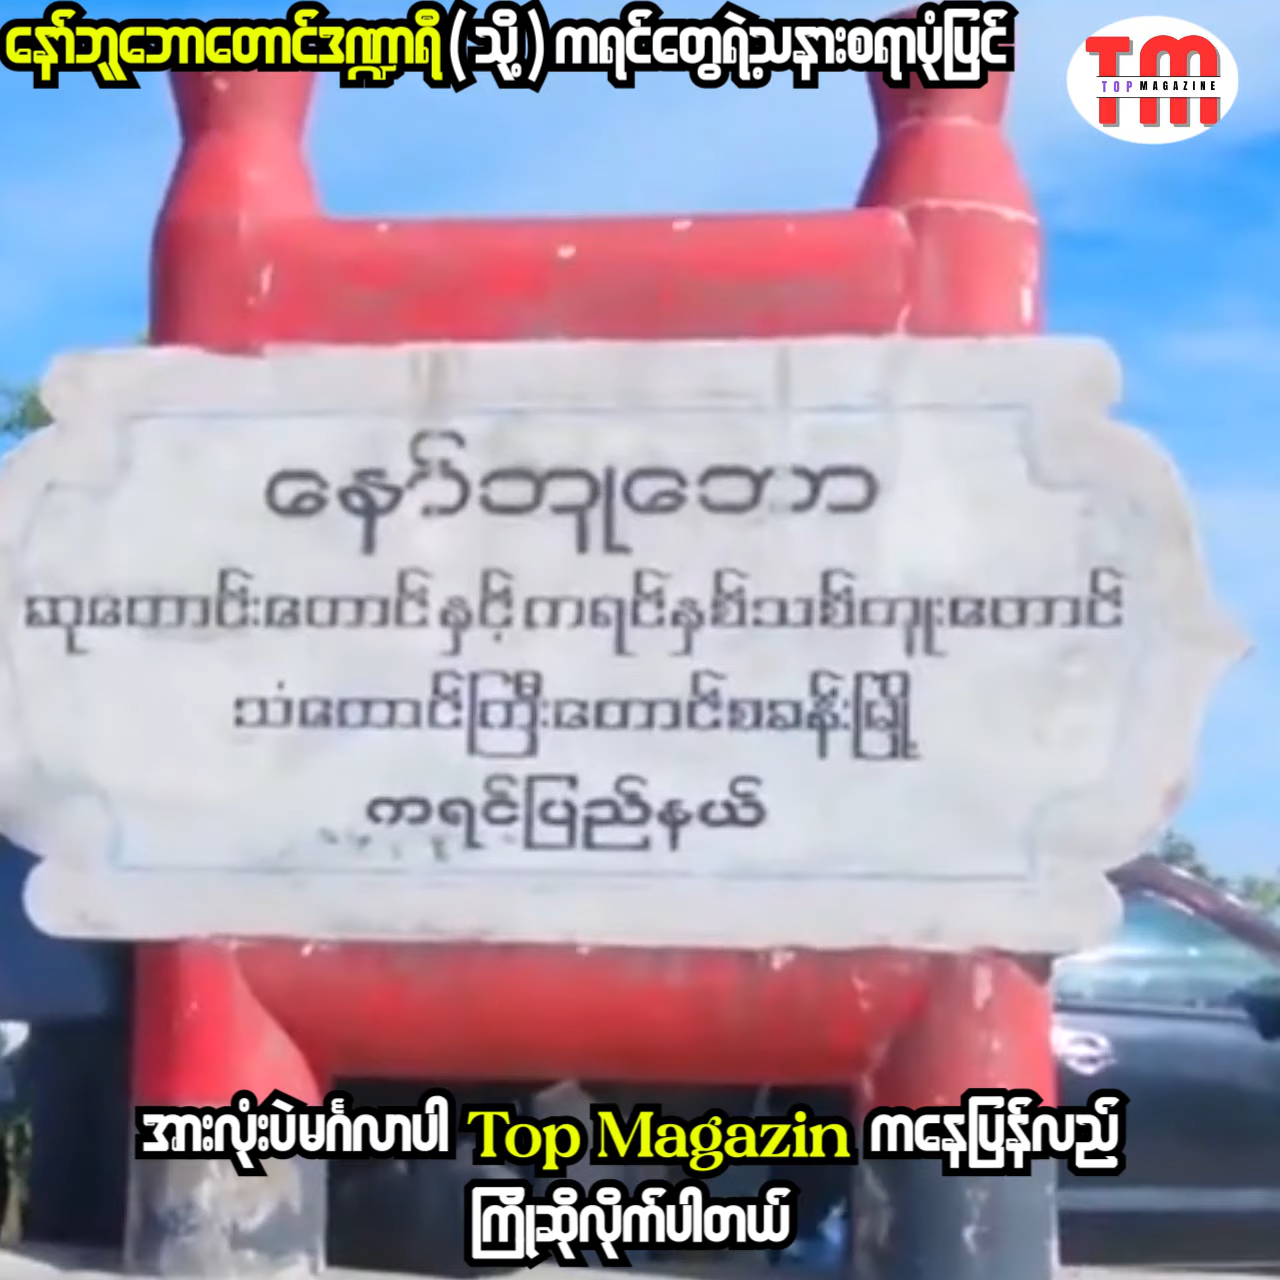 နော်ဘူဘောတောင်ဒဏ္ဍာရီ ( သို့ ) ကရင်တွေရဲ့သနားစရာပုံပြင်
TM
TOP MAGAZINE
နော်ဘူဘော
ဆုတောင်းတောင်နှင့်ကရင်နှစ်သစ်ကူးတောင်
သံတောင်ကြီးတောင်စခန်းမြို့
ကရင်ပြည်နယ်
အားလုံးပဲမင်္ဂလာပါ Top Magazin ကနေပြန်လည်
ကြိုဆိုလိုက်ပါတယ်